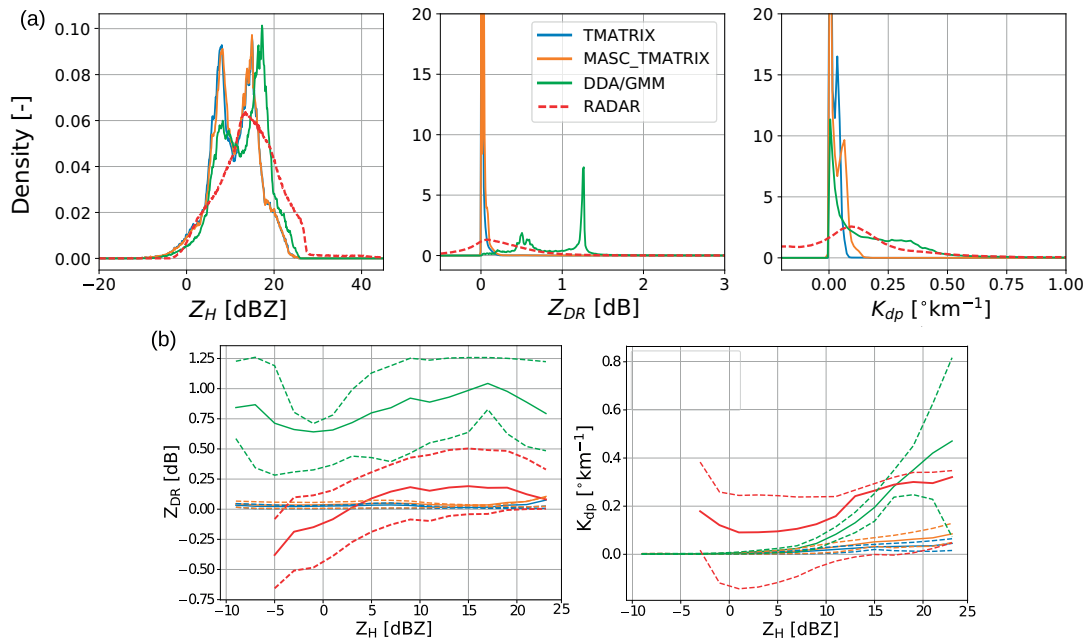 (a)
Density [-]
0.10
0.08
0.06
0.04
0.02
0.00
−20 0 20 40
Z_H [dBZ]
20
15
10
5
0
0 1 2 3
Z_DR [dB]
TMATRIX
MASC_TMATRIX
DDA/GMM
RADAR
20
15
10
5
0
0.00 0.25 0.50 0.75 1.00
K_dp [°km⁻¹]
(b)
Z_DR [dB]
1.25
1.00
0.75
0.50
0.25
0.00
−0.25
−0.50
−0.75
−10 −5 0 5 10 15 20 25
Z_H [dBZ]
K_dp [°km⁻¹]
0.8
0.6
0.4
0.2
0.0
−10 −5 0 5 10 15 20 25
Z_H [dBZ]